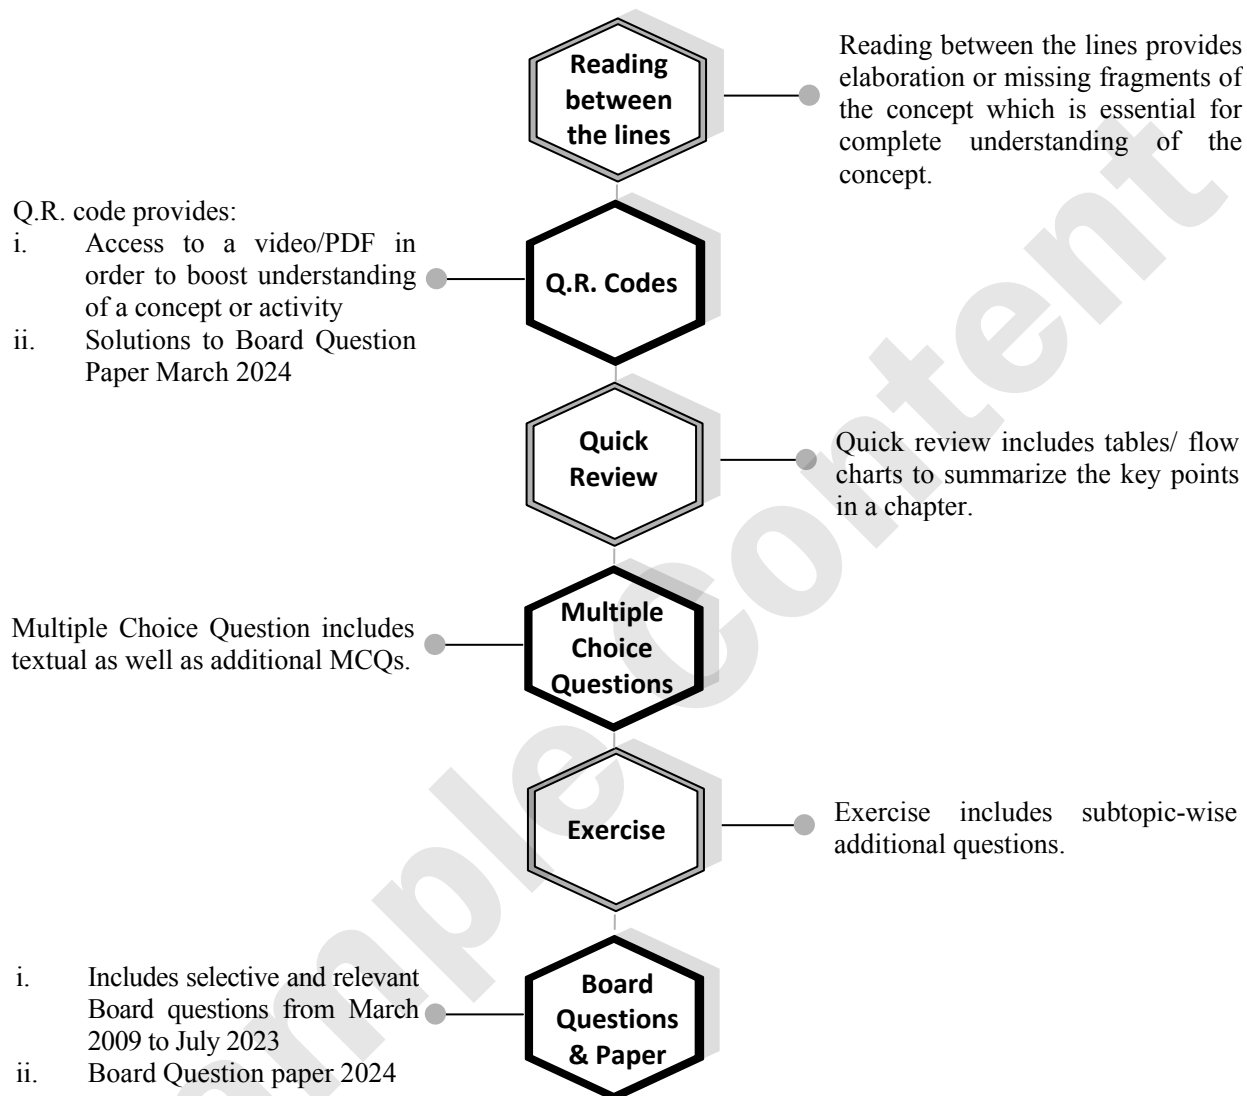 Reading
between
the lines
Reading between the lines provides
elaboration or missing fragments of
the concept which is essential for
complete understanding of the
concept.
Q.R. code provides:
i. Access to a video/PDF in
order to boost understanding
of a concept or activity
ii. Solutions to Board Question
Paper March 2024
Q.R. Codes
Quick
Review
Quick review includes tables/ flow
charts to summarize the key points
in a chapter.
Multiple Choice Question includes
textual as well as additional MCQs.
Multiple
Choice
Questions
Exercise
Exercise includes subtopic-wise
additional questions.
i. Includes selective and relevant
Board questions from March
2009 to July 2023
ii. Board Question paper 2024
Board
Questions
& Paper
ample Content